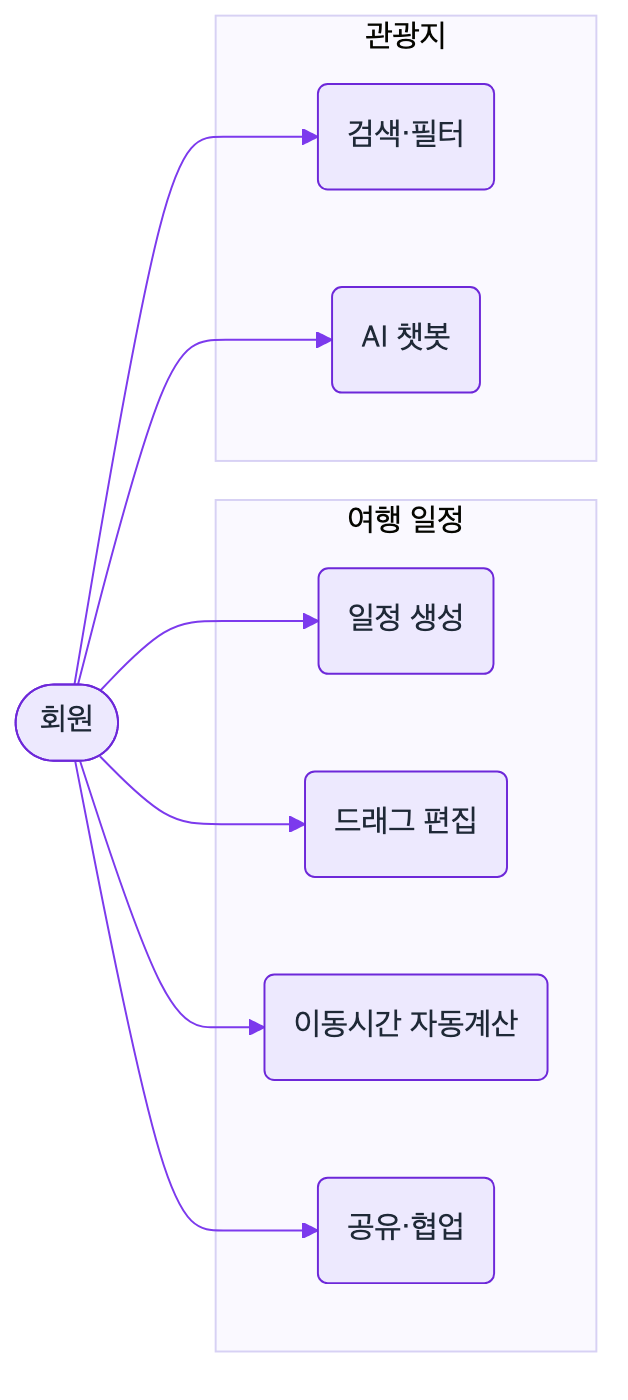 관광지
검색·필터
AI 챗봇
여행 일정
일정 생성
회원
드래그 편집
이동시간 자동계산
공유·협업